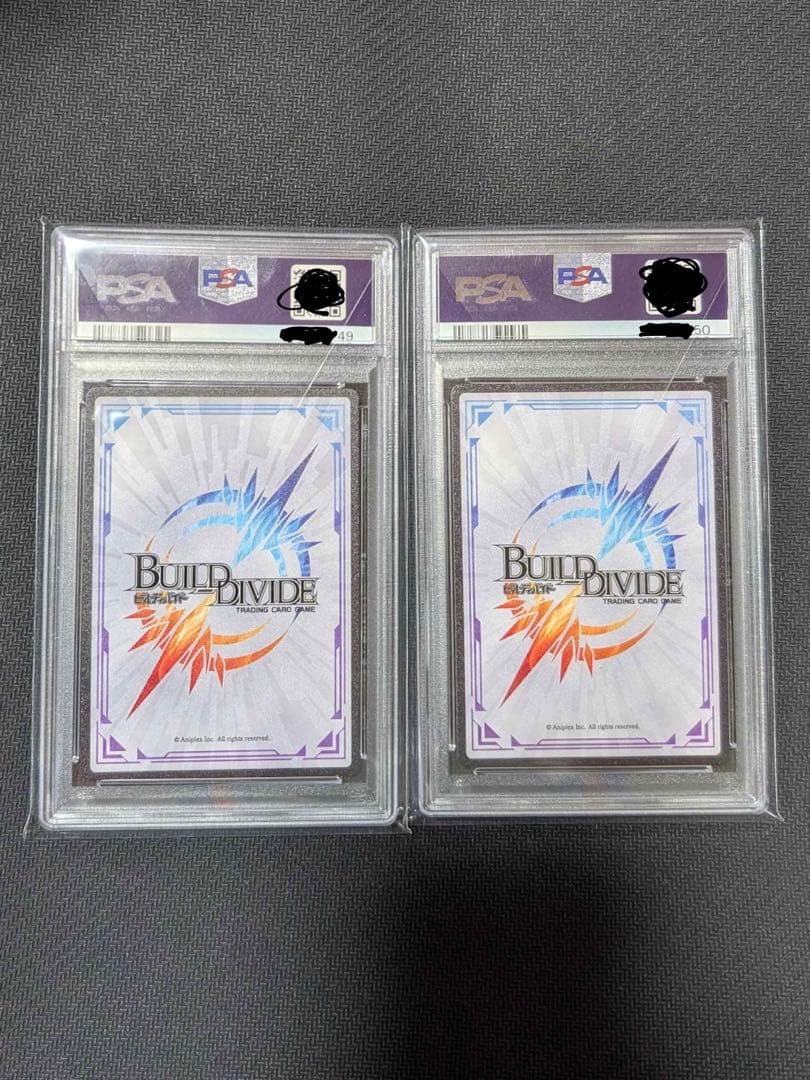 PSA
PSA
49
BUILD DIVIDE
ビルディバイド
TRADING CARD GAME
© Aniplex Inc. All rights reserved.
PSA
PSA
50
BUILD DIVIDE
ビルディバイド
TRADING CARD GAME
© Aniplex Inc. All rights reserved.